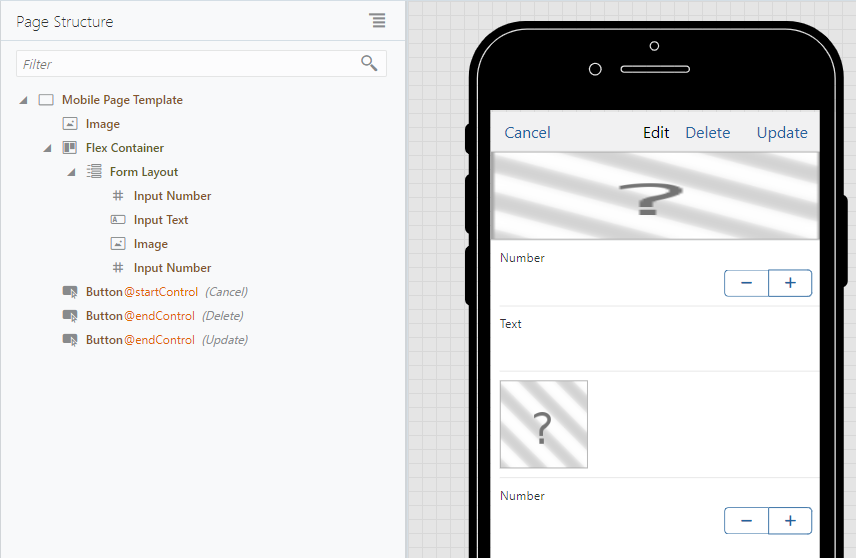 Page Structure
Filter
Mobile Page Template
Image
Flex Container
Form Layout
Input Number
Input Text
Image
Input Number
Button@startControl (Cancel)
Button@endControl (Delete)
Button@endControl (Update)
Cancel Edit Delete Update
?
Number
− +
Text
?
Number
− +